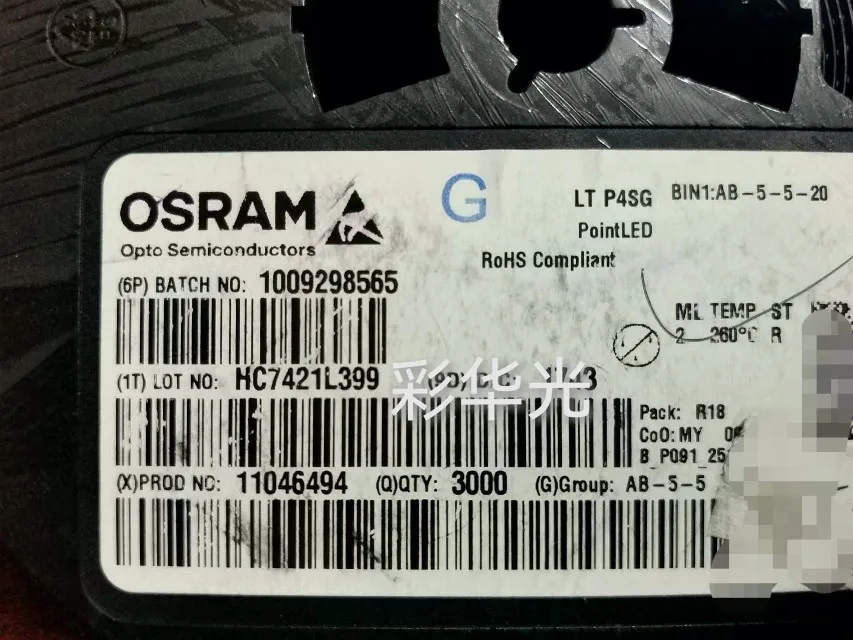 OSRAM
Opto Semiconductors
G
LT P4SG
BIN1:AB-5-5-20
PointLED
RoHS Compliant
(6P) BATCH NO: 1009298565
ML TEMP ST
2 260°C R
(1T) LOT NO: HC7421L399
彩华光
Pack: R18
CoO: MY
B_P091_25
(X)PROD NO: 11046494 (Q)QTY: 3000 (G)Group: AB-5-5